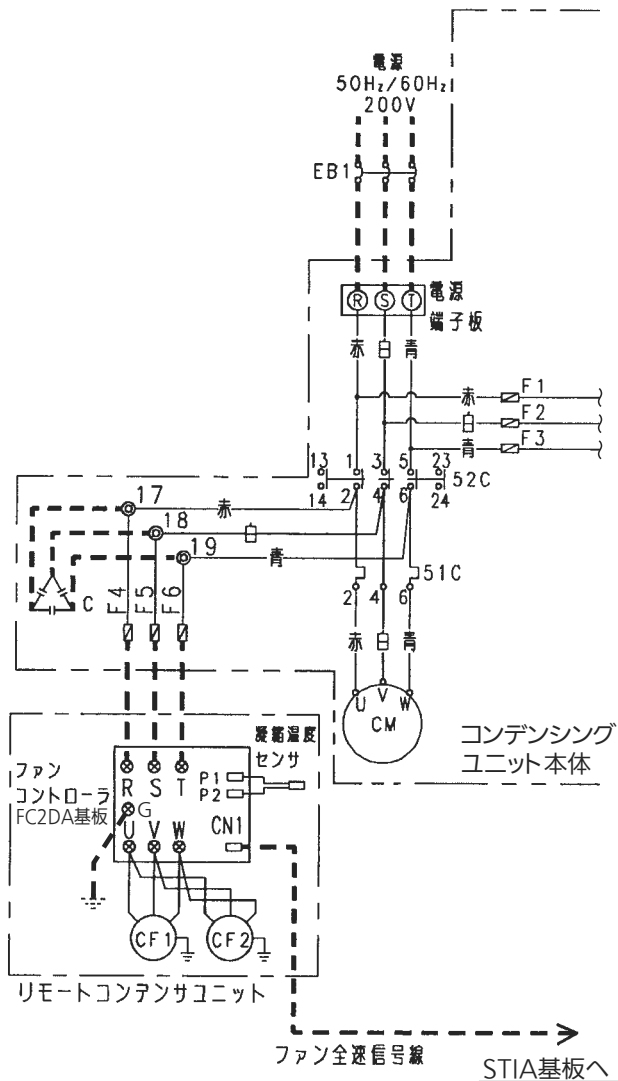 電源
50Hz/60Hz
200V
EB1
R S T
電源
端子板
赤 白 青
赤 F1
白 F2
青 F3
13 1 3 5 23
14 2 4 6 24
52C
17 赤
18 白
19 青
C
F4 F5 F6
51C
2 4 6
赤 白 青
U V W
CM
コンデンシング
ユニット本体
凝縮温度
センサ
ファン
コントローラ
FC2DA基板
R S T
P1
P2
G
U V W
CN1
CF1 CF2
リモートコンデンサユニット
ファン全速信号線
STIA基板へ